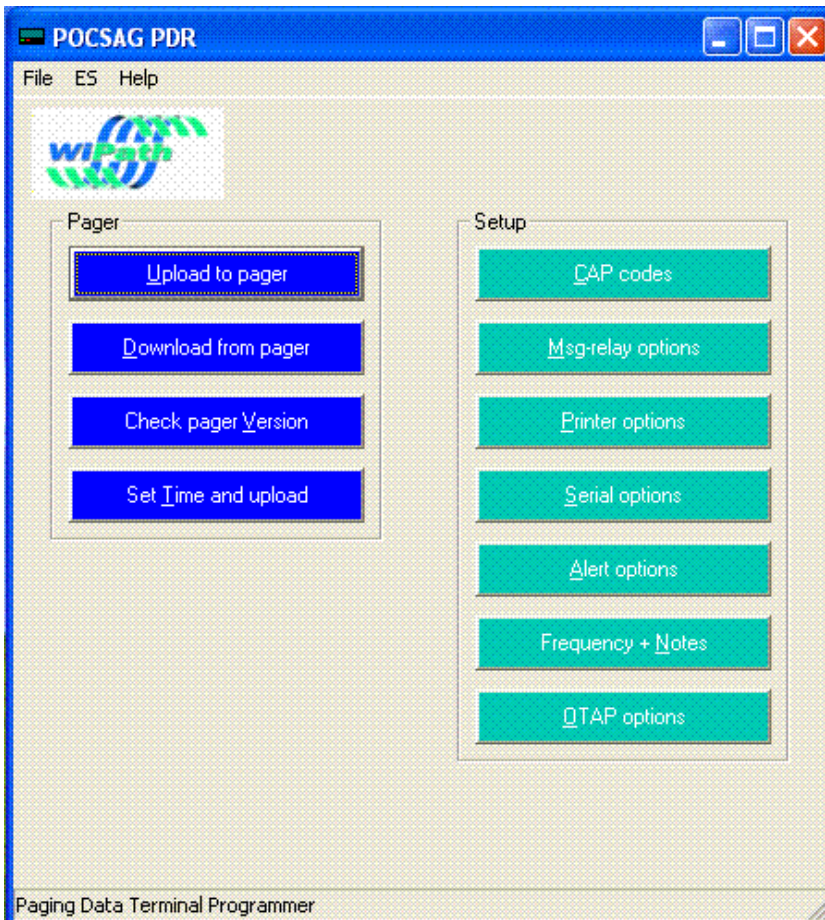 POCSAG PDR
File ES Help
WiPath
Pager
Upload to pager
Download from pager
Check pager Version
Set Time and upload
Setup
CAP codes
Msg-relay options
Printer options
Serial options
Alert options
Frequency + Notes
OTAP options
Paging Data Terminal Programmer